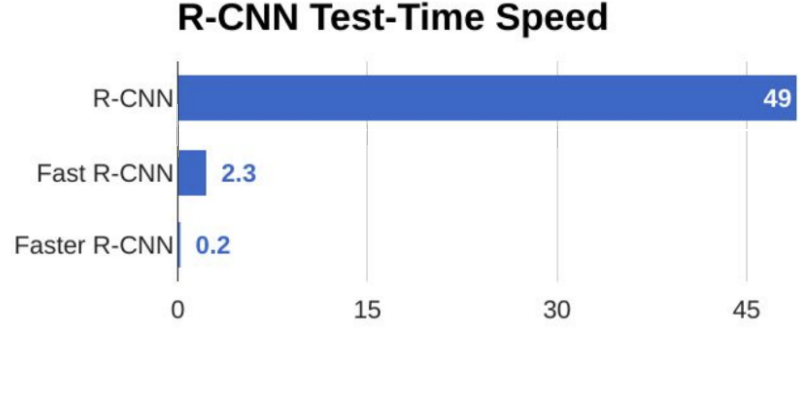 R-CNN Test-Time Speed
R-CNN 49
Fast R-CNN 2.3
Faster R-CNN 0.2
0 15 30 45